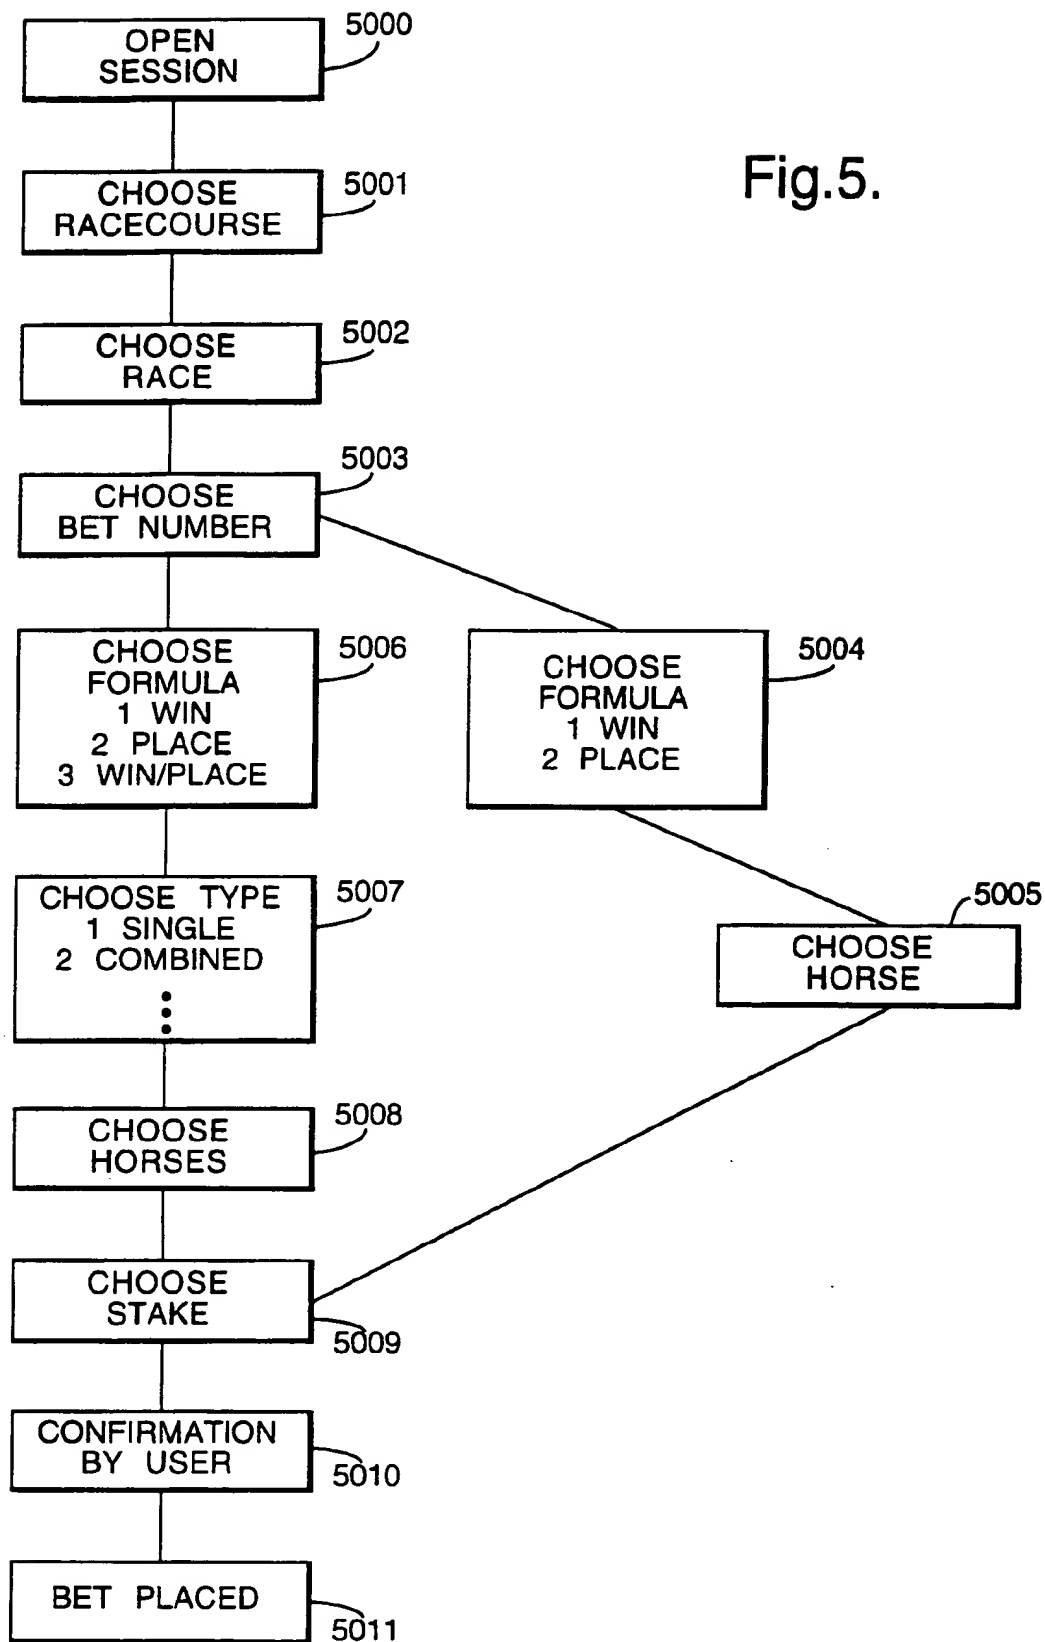 OPEN
SESSION
5000
Fig.5.
CHOOSE
RACECOURSE
5001
CHOOSE
RACE
5002
CHOOSE
BET NUMBER
5003
CHOOSE
FORMULA
1 WIN
2 PLACE
3 WIN/PLACE
5006
CHOOSE
FORMULA
1 WIN
2 PLACE
5004
CHOOSE TYPE
1 SINGLE
2 COMBINED
5007
CHOOSE
HORSE
5005
CHOOSE
HORSES
5008
CHOOSE
STAKE
5009
CONFIRMATION
BY USER
5010
BET PLACED
5011